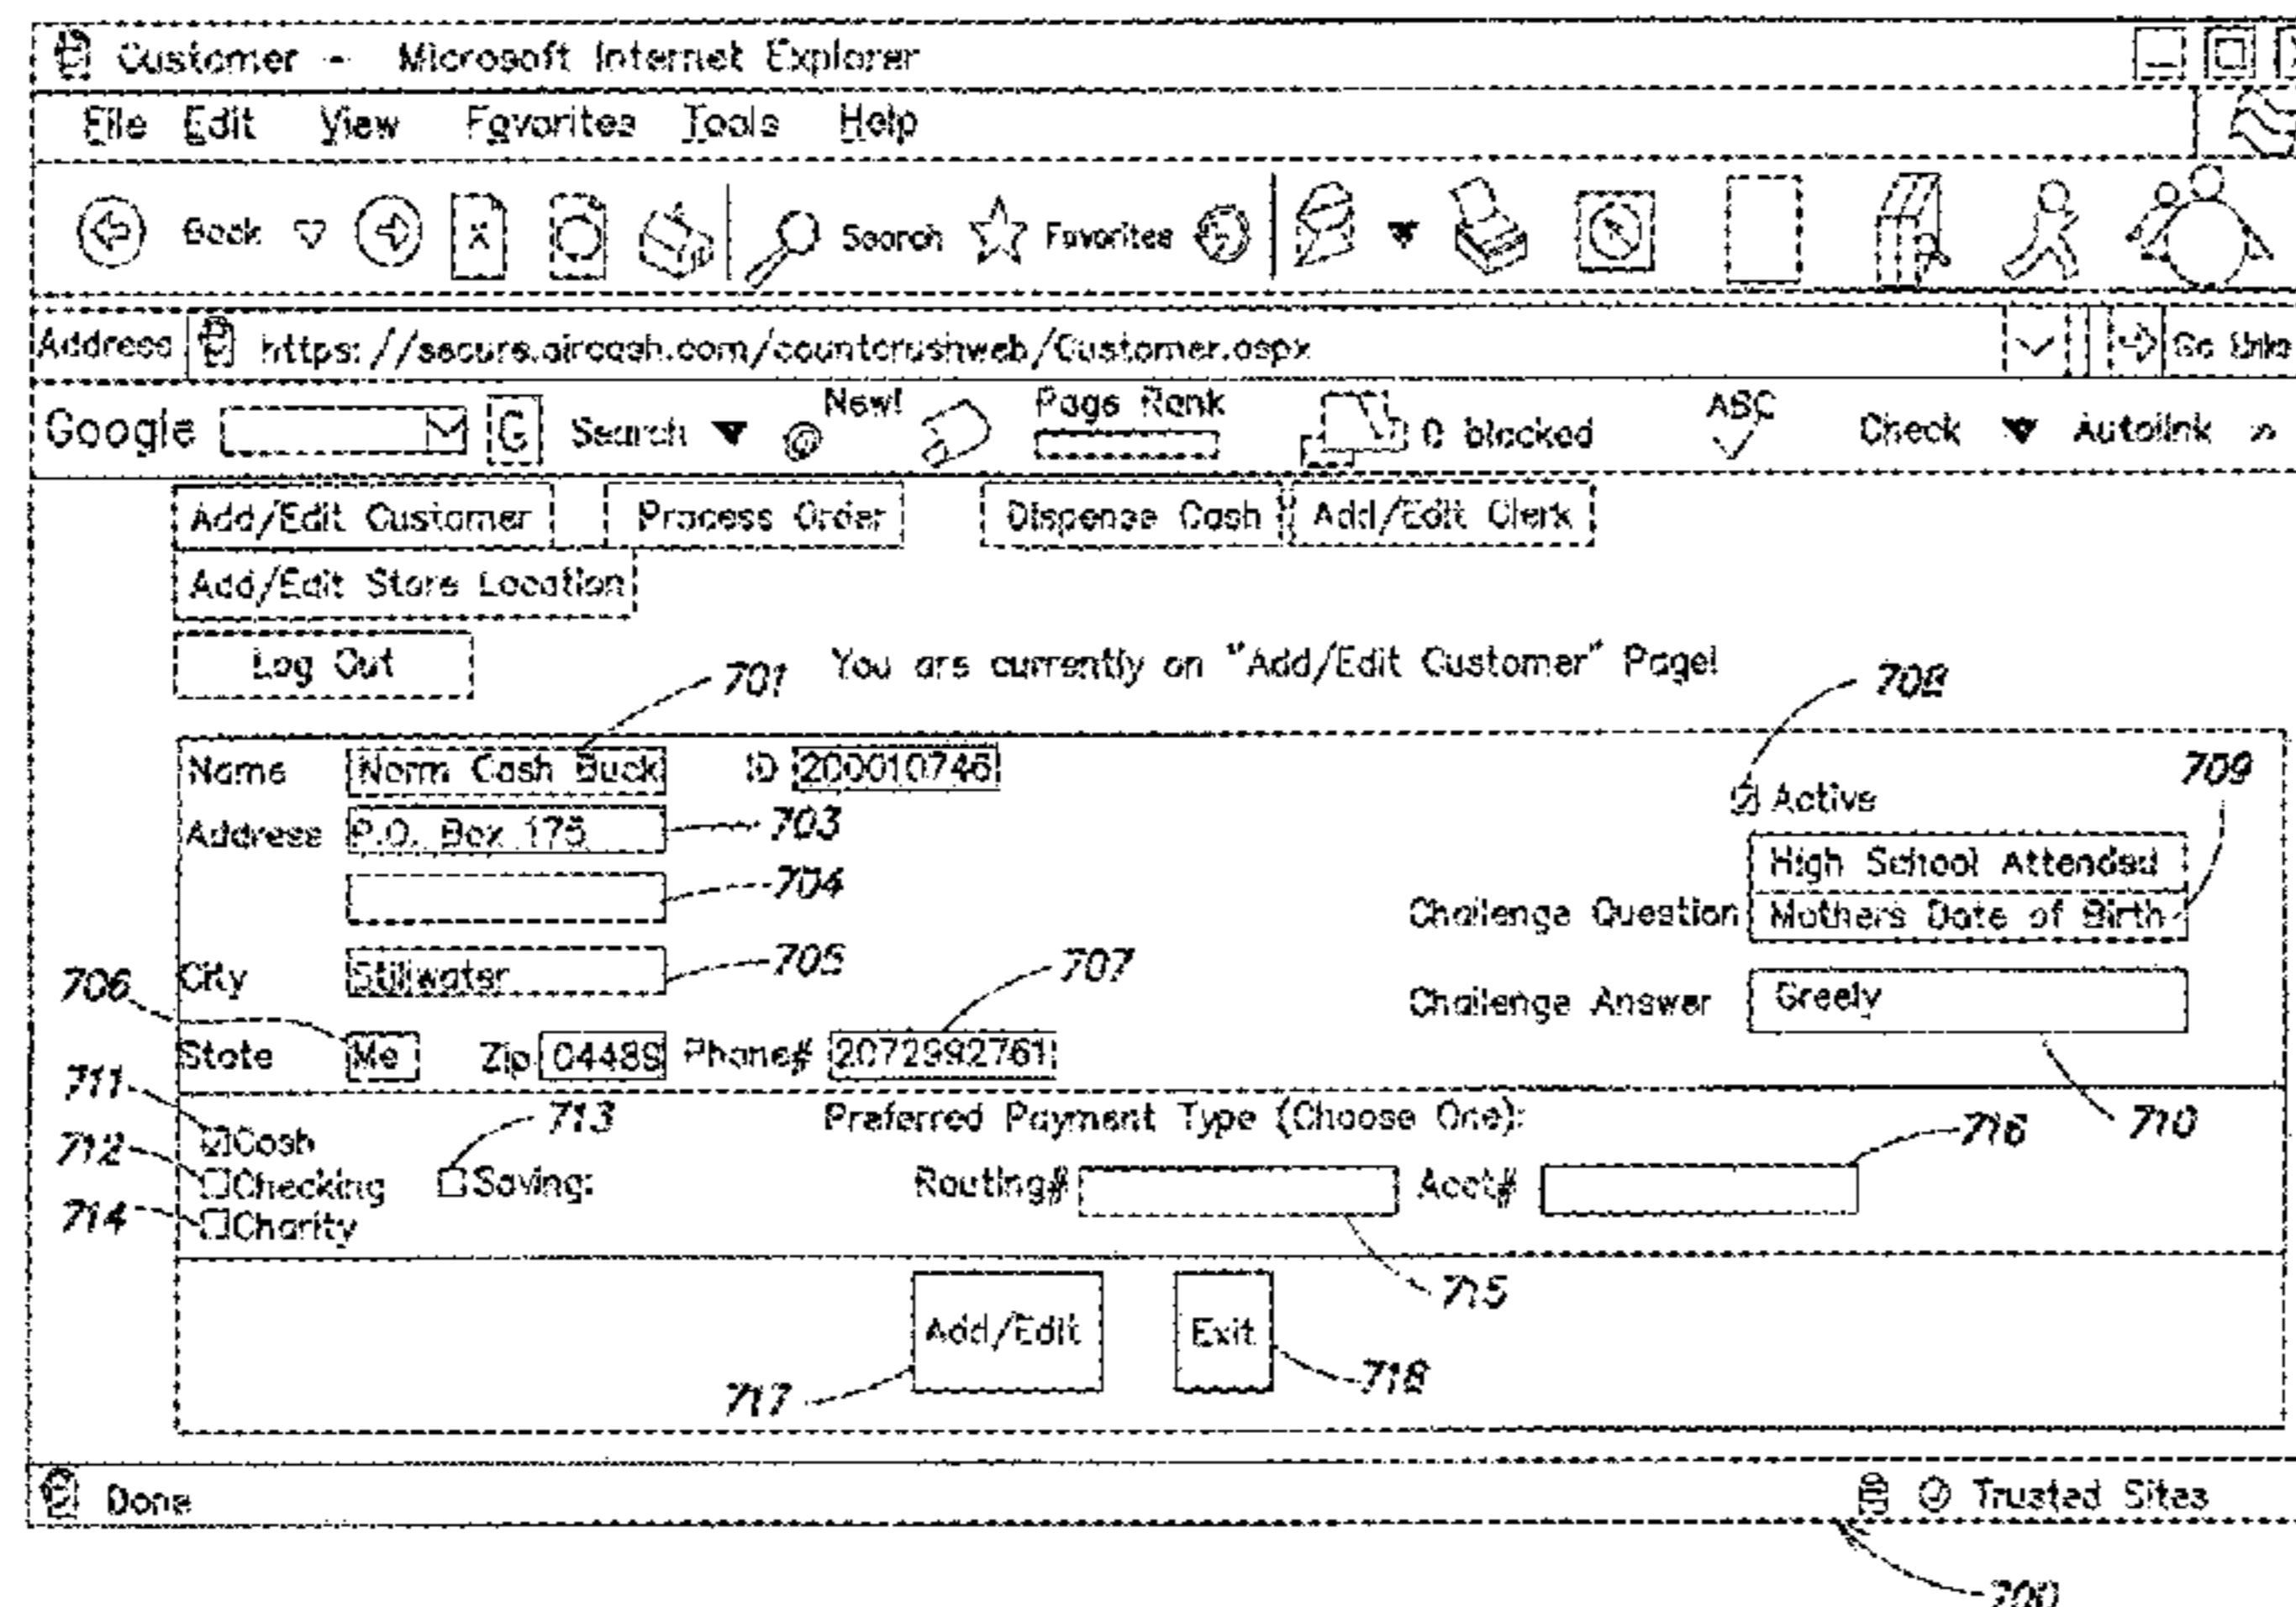 Customer - Microsoft Internet Explorer
File Edit View Favorites Tools Help
Back Search Favorites
Address https://secure.aircash.com/countcrushweb/Customer.aspx Go Links
Google G Search New! Page Rank 0 blocked ABC Check Autolink »
Add/Edit Customer Process Order Dispense Cash Add/Edit Clerk
Add/Edit Store Location
Log Out 701 You are currently on "Add/Edit Customer" Page! 708
Name Norm Cash Buck ID 200010746 709
Active
Address P.O. Box 175 703
High School Attended
704
Challenge Question Mothers Date of Birth
706 City Stillwater 705 707
Challenge Answer Greely
State Me Zip 04489 Phone# 2072992761
711 713 Preferred Payment Type (Choose One): 716 710
Cash
712 Checking Saving: Routing# Acct#
714 Charity
715
Add/Edit Exit
717 718
Done Trusted Sites
700